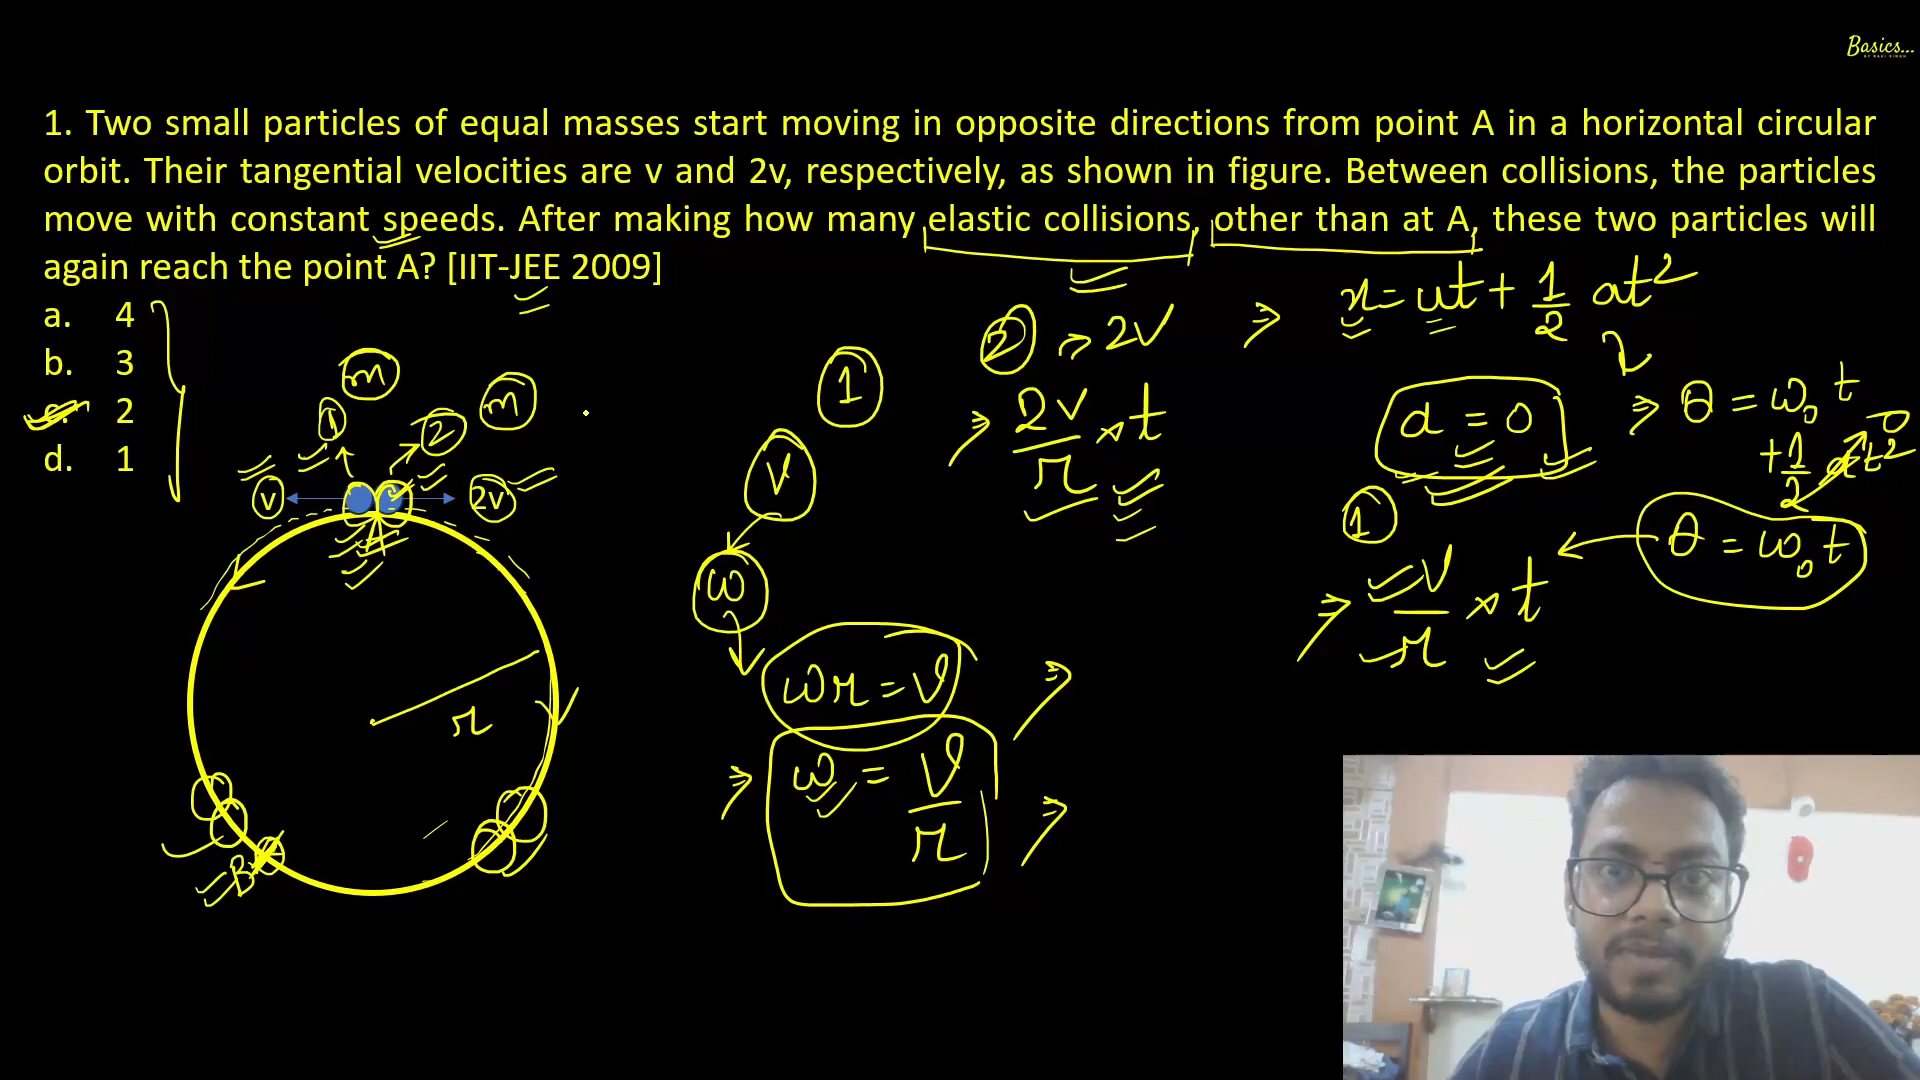 Basics...
1. Two small particles of equal masses start moving in opposite directions from point A in a horizontal circular
orbit. Their tangential velocities are v and 2v, respectively, as shown in figure. Between collisions, the particles
move with constant speeds. After making how many elastic collisions, other than at A, these two particles will
again reach the point A? [IIT-JEE 2009]
a. 4
b. 3
2
d. 1
m
m
1
2
v
2v
A
r
B
1
v
ω
ωr = v
ω = v/r
2 → 2v
⇒ 2v/r × t
⇒ x = ut + 1/2 at²
a = 0
⇒ θ = ω₀t
+ 1/2 αt² 0
θ = ω₀t
1
⇒ v/r × t